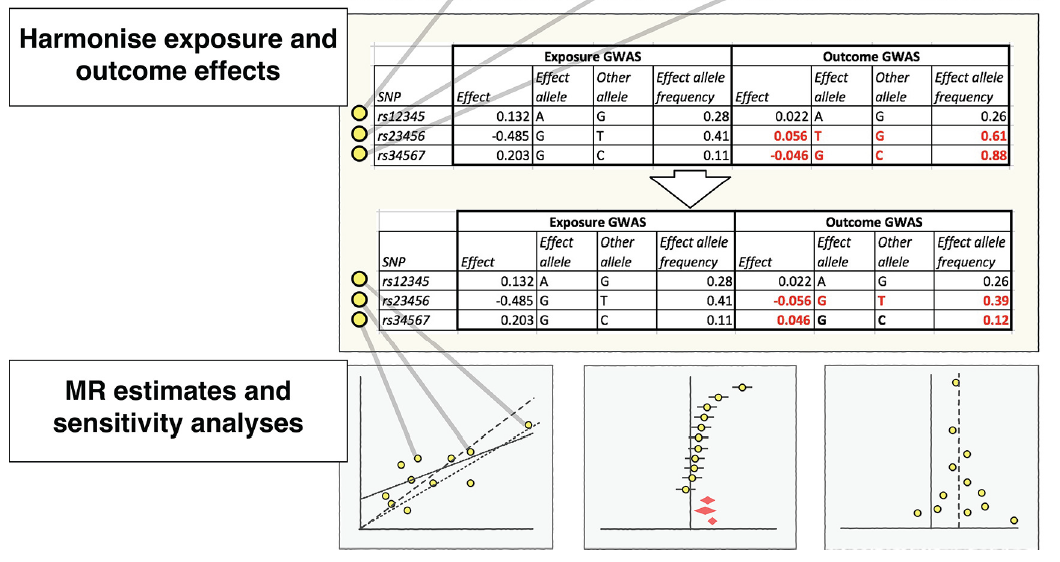 Harmonise exposure and
outcome effects
Exposure GWAS Outcome GWAS
SNP Effect Effect allele Other allele Effect allele frequency Effect Effect allele Other allele Effect allele frequency
rs12345 0.132 A G 0.28 0.022 A G 0.26
rs23456 -0.485 G T 0.41 0.056 T G 0.61
rs34567 0.203 G C 0.11 -0.046 G C 0.88
Exposure GWAS Outcome GWAS
SNP Effect Effect allele Other allele Effect allele frequency Effect Effect allele Other allele Effect allele frequency
rs12345 0.132 A G 0.28 0.022 A G 0.26
rs23456 -0.485 G T 0.41 -0.056 G T 0.39
rs34567 0.203 G C 0.11 0.046 G C 0.12
MR estimates and
sensitivity analyses